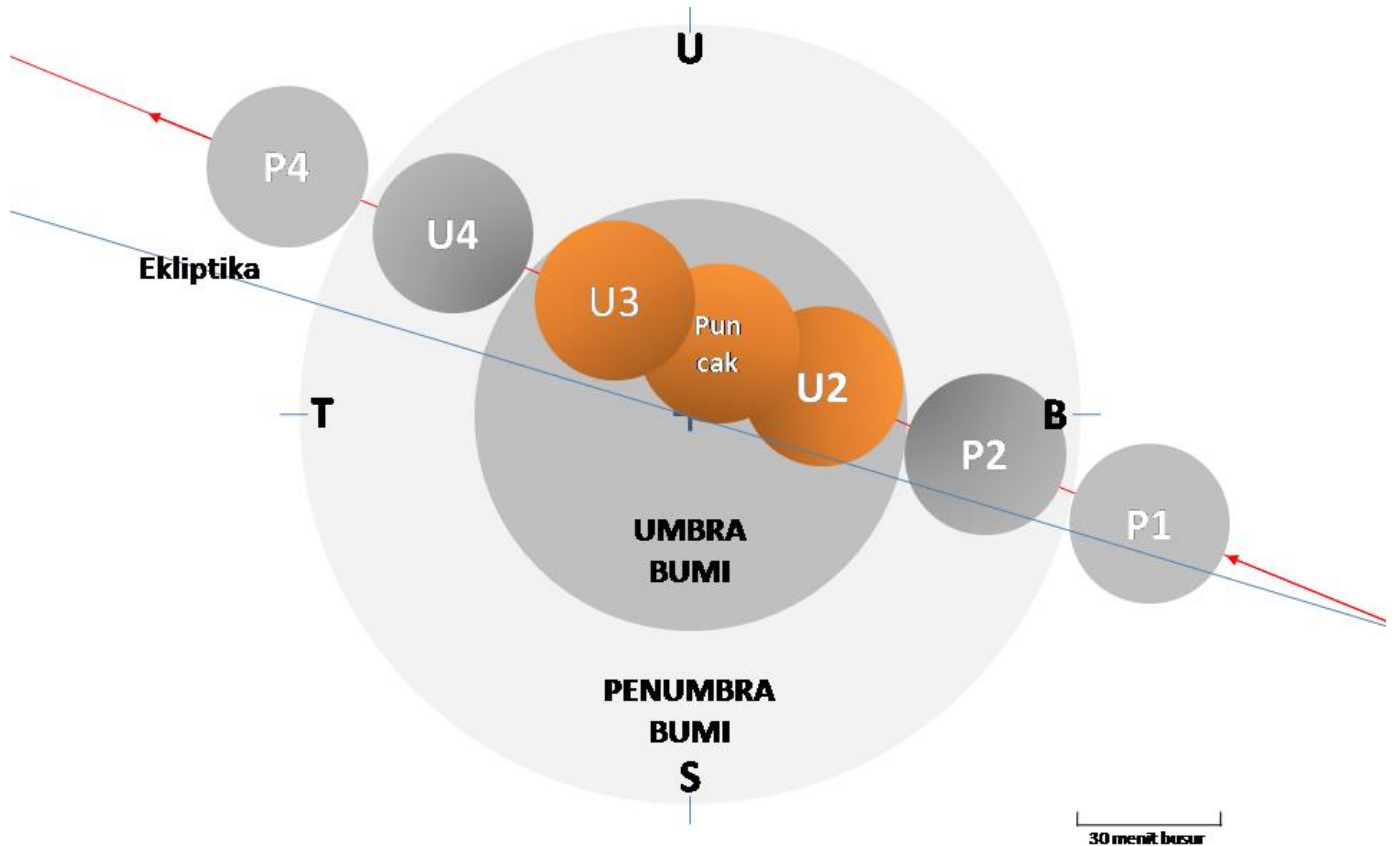 U
P4
U4
Ekliptika
U3
Pun
cak
U2
T
B
P2
P1
UMBRA
BUMI
PENUMBRA
BUMI
S
30 menit busur